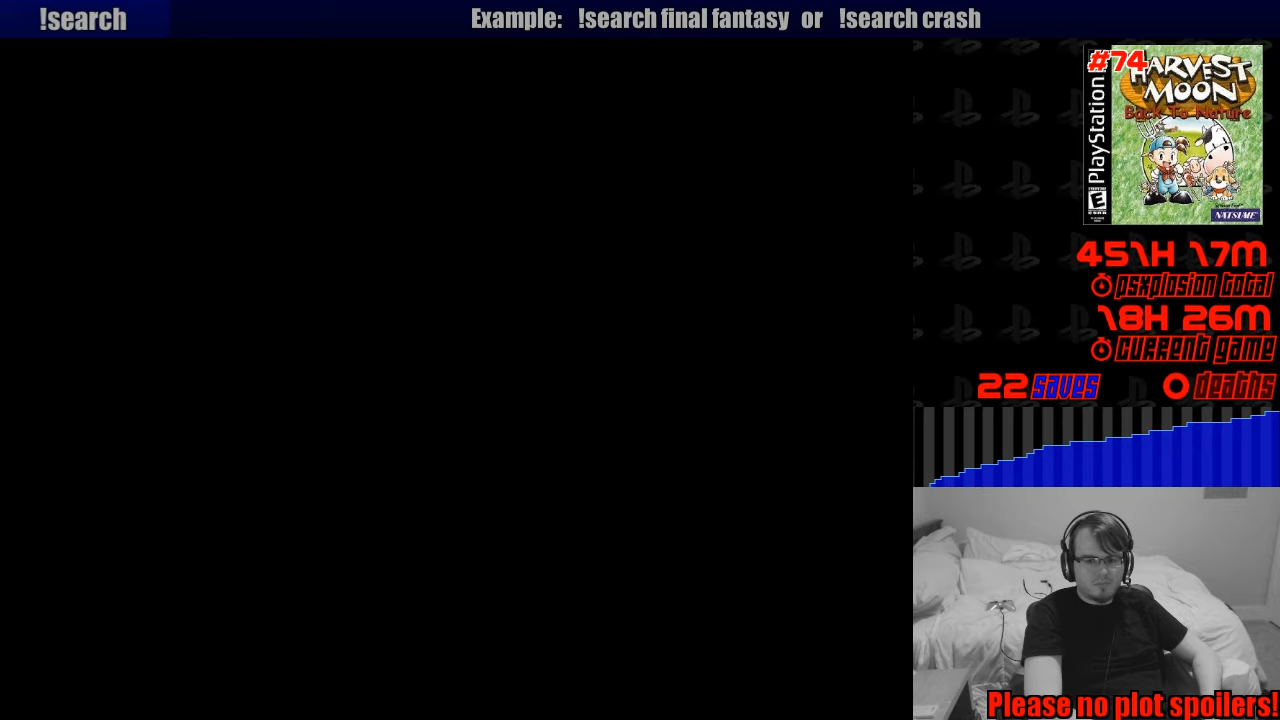 !search
Example: !search final fantasy or !search crash
#74
PlayStation
HARVEST
MOON
Back To Nature
E
NATSUME
451H 17M
psxplosion total
18H 26M
current game
22 saves 0 deaths
Please no plot spoilers!